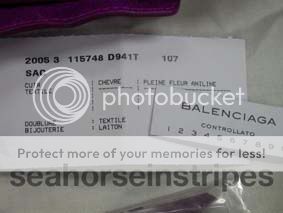 2005 3 115748 D941T 107
SAC
CUIR : CHEVRE : PLEINE FLEUR ANILINE
TEXTILE :
DOUBLURE : TEXTILE
BIJOUTERIE : LAITON
BALENCIAGA
CONTROLLATO
1 2 3 4 5 6 7 8 9
photobucket
Protect more of your memories for less!
seahorseinstripes